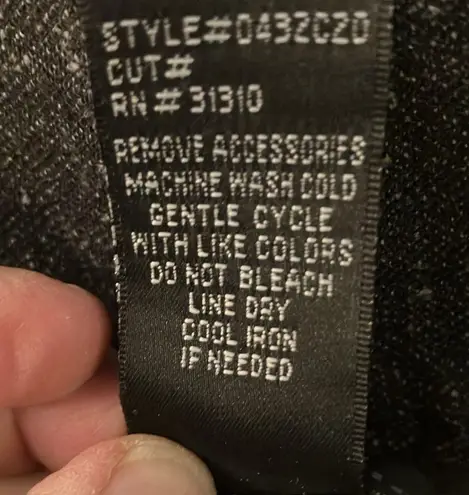 STYLE#0432C20
CUT#
RN # 31310
REMOVE ACCESSORIES
MACHINE WASH COLD
GENTLE CYCLE
WITH LIKE COLORS
DO NOT BLEACH
LINE DRY
COOL IRON
IF NEEDED